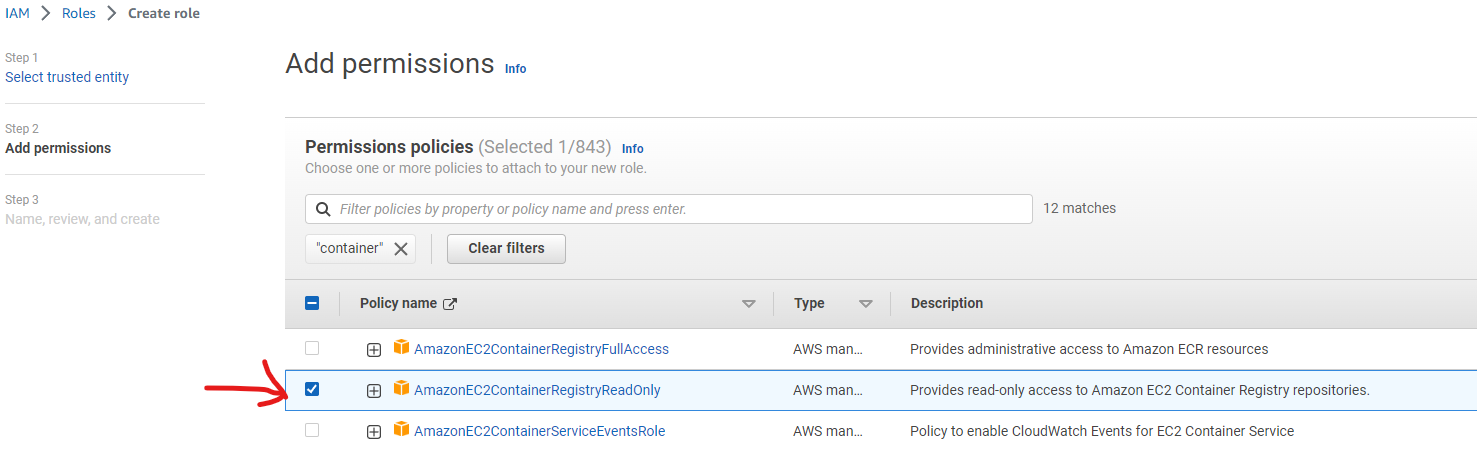 IAM > Roles > Create role
Step 1
Select trusted entity
Step 2
Add permissions
Step 3
Name, review, and create
Add permissions Info
Permissions policies (Selected 1/843) Info
Choose one or more policies to attach to your new role.
Filter policies by property or policy name and press enter. 12 matches
"container" Clear filters
Policy name Type Description
AmazonEC2ContainerRegistryFullAccess AWS man... Provides administrative access to Amazon ECR resources
AmazonEC2ContainerRegistryReadOnly AWS man... Provides read-only access to Amazon EC2 Container Registry repositories.
AmazonEC2ContainerServiceEventsRole AWS man... Policy to enable CloudWatch Events for EC2 Container Service